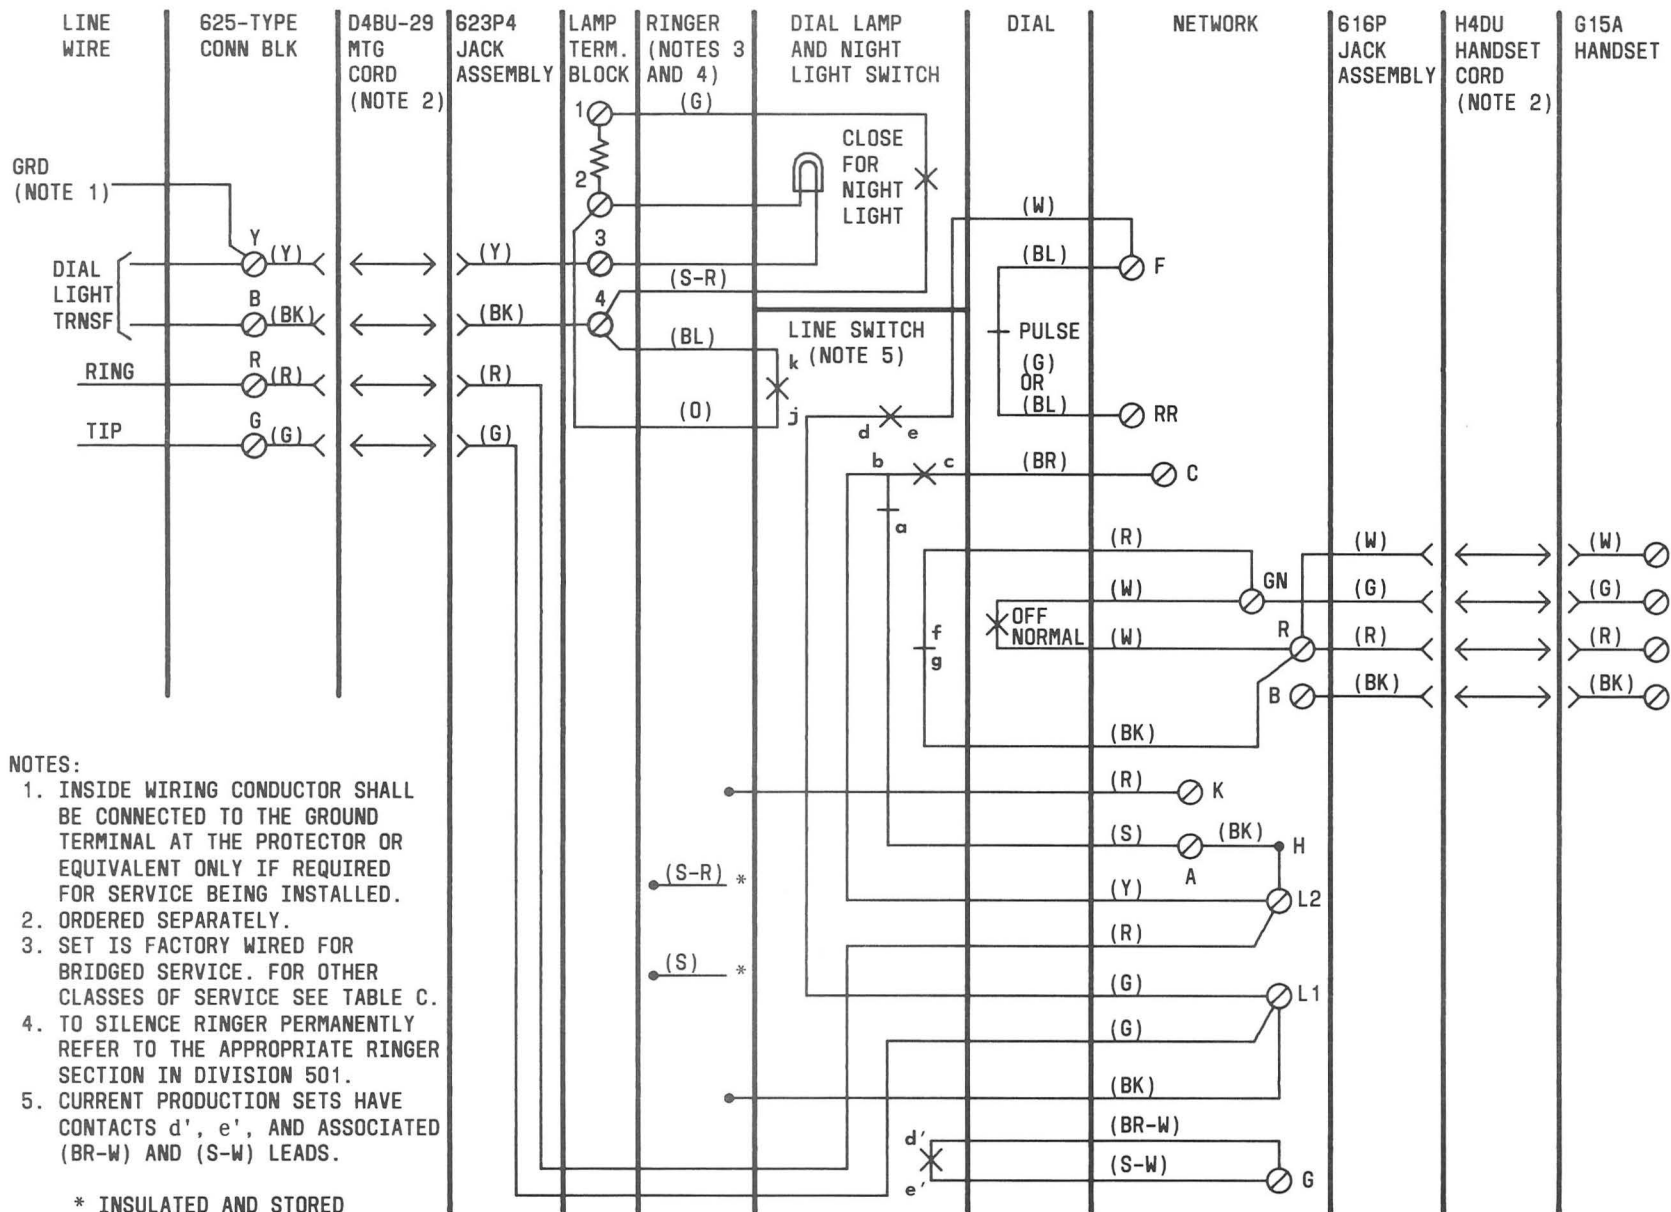 LINE
WIRE
625-TYPE
CONN BLK
D4BU-29
MTG
CORD
(NOTE 2)
623P4
JACK
ASSEMBLY
LAMP
TERM.
BLOCK
RINGER
(NOTES 3
AND 4)
DIAL LAMP
AND NIGHT
LIGHT SWITCH
DIAL
NETWORK
616P
JACK
ASSEMBLY
H4DU
HANDSET
CORD
(NOTE 2)
G15A
HANDSET
1
(G)
CLOSE
FOR
NIGHT
LIGHT
GRD
(NOTE 1)
2
(W)
Y
(Y)
(Y)
3
(BL)
F
DIAL
LIGHT
TRNSF
(S-R)
B
(BK)
(BK)
4
LINE SWITCH
(NOTE 5)
PULSE
(G)
OR
(BL)
RR
(BL)
k
RING
R
(R)
(R)
(O)
j
d
e
TIP
G
(G)
(G)
b
c
(BR)
C
a
(R)
(W)
(W)
(W)
GN
(G)
(G)
OFF
NORMAL
(W)
R
(R)
(R)
f
g
B
(BK)
(BK)
(BK)
(R)
K
(S)
A
(BK)
H
(S-R) *
(Y)
L2
(R)
(S) *
(G)
L1
(G)
(BK)
d'
(BR-W)
(S-W)
e'
G
NOTES:
1. INSIDE WIRING CONDUCTOR SHALL
BE CONNECTED TO THE GROUND
TERMINAL AT THE PROTECTOR OR
EQUIVALENT ONLY IF REQUIRED
FOR SERVICE BEING INSTALLED.
2. ORDERED SEPARATELY.
3. SET IS FACTORY WIRED FOR
BRIDGED SERVICE. FOR OTHER
CLASSES OF SERVICE SEE TABLE C.
4. TO SILENCE RINGER PERMANENTLY
REFER TO THE APPROPRIATE RINGER
SECTION IN DIVISION 501.
5. CURRENT PRODUCTION SETS HAVE
CONTACTS d', e', AND ASSOCIATED
(BR-W) AND (S-W) LEADS.
* INSULATED AND STORED